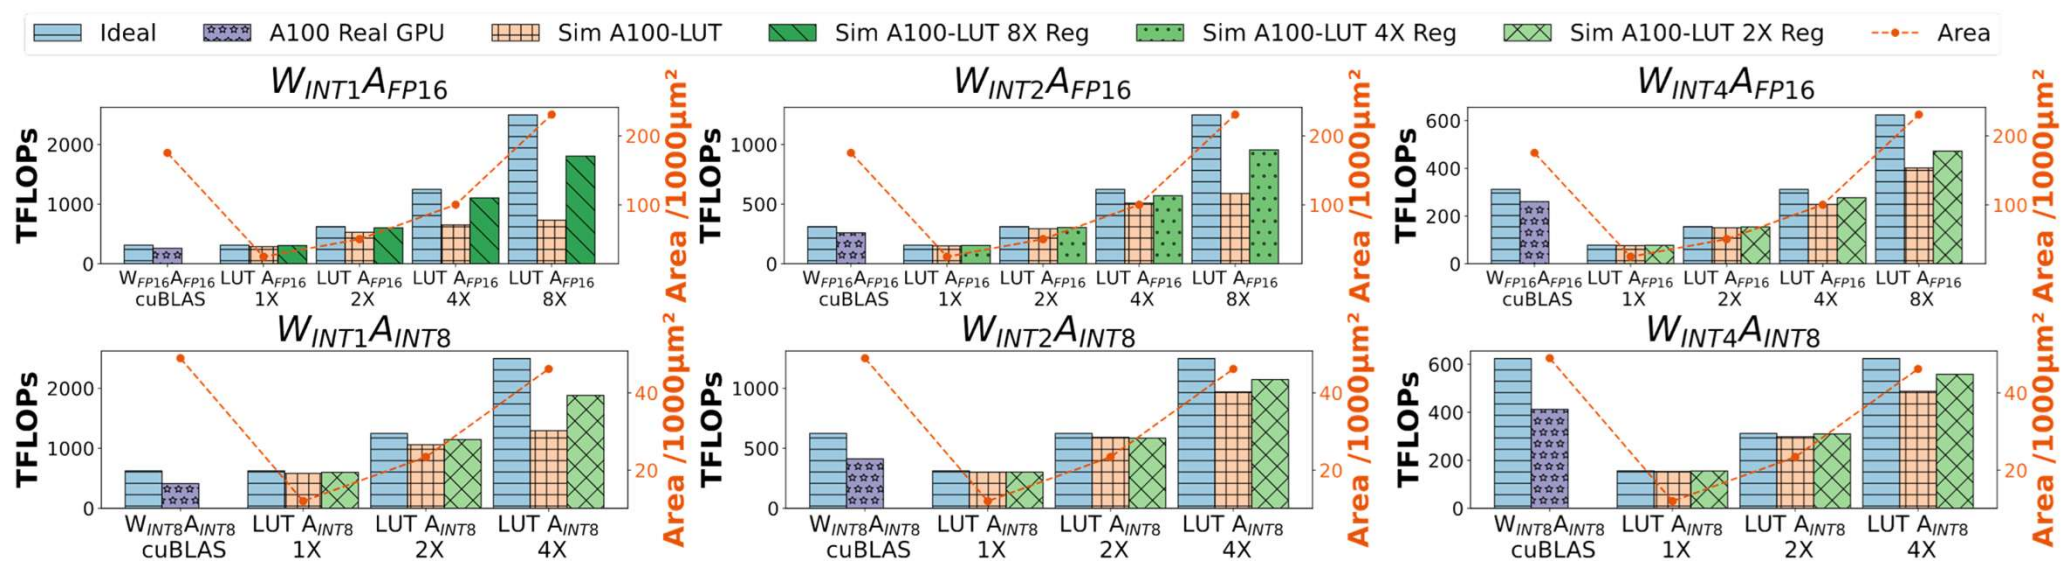 Ideal A100 Real GPU Sim A100-LUT Sim A100-LUT 8X Reg Sim A100-LUT 4X Reg Sim A100-LUT 2X Reg Area
W_INT1A_FP16
TFLOPs
2000
1000
0
200
100
Area /1000µm²
W_FP16A_FP16 LUT A_FP16 LUT A_FP16 LUT A_FP16 LUT A_FP16
cuBLAS 1X 2X 4X 8X
W_INT2A_FP16
TFLOPs
1000
500
0
200
100
Area /1000µm²
W_FP16A_FP16 LUT A_FP16 LUT A_FP16 LUT A_FP16 LUT A_FP16
cuBLAS 1X 2X 4X 8X
W_INT4A_FP16
TFLOPs
600
400
200
0
200
100
Area /1000µm²
W_FP16A_FP16 LUT A_FP16 LUT A_FP16 LUT A_FP16 LUT A_FP16
cuBLAS 1X 2X 4X 8X
W_INT1A_INT8
TFLOPs
2000
1000
0
40
20
Area /1000µm²
W_INT8A_INT8 LUT A_INT8 LUT A_INT8 LUT A_INT8
cuBLAS 1X 2X 4X
W_INT2A_INT8
TFLOPs
1000
500
0
40
20
Area /1000µm²
W_INT8A_INT8 LUT A_INT8 LUT A_INT8 LUT A_INT8
cuBLAS 1X 2X 4X
W_INT4A_INT8
TFLOPs
600
400
200
0
40
20
Area /1000µm²
W_INT8A_INT8 LUT A_INT8 LUT A_INT8 LUT A_INT8
cuBLAS 1X 2X 4X